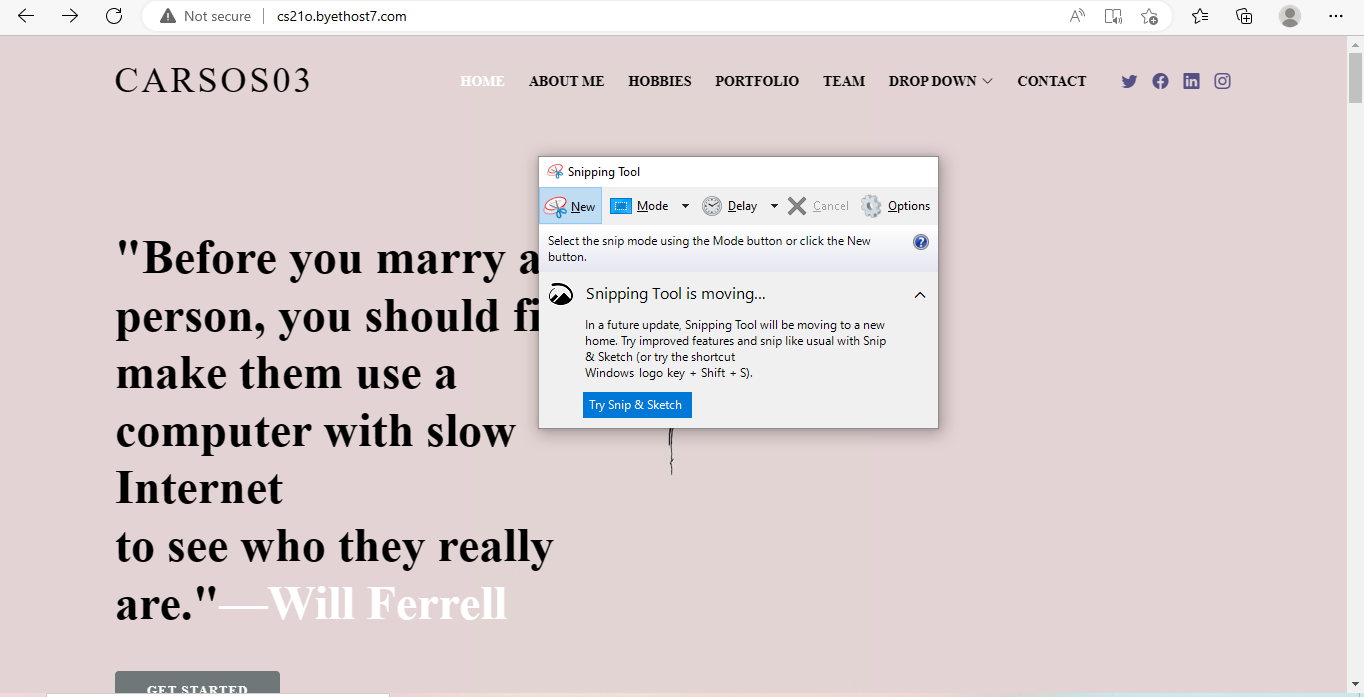 Not secure cs21o.byethost7.com
CARSOS03
HOME ABOUT ME HOBBIES PORTFOLIO TEAM DROP DOWN CONTACT
Snipping Tool
New Mode Delay Cancel Options
Select the snip mode using the Mode button or click the New
button.
Snipping Tool is moving...
In a future update, Snipping Tool will be moving to a new
home. Try improved features and snip like usual with Snip
& Sketch (or try the shortcut
Windows logo key + Shift + S).
Try Snip & Sketch
"Before you marry a
person, you should fi
make them use a
computer with slow
Internet
to see who they really
are."—Will Ferrell
GET STARTED